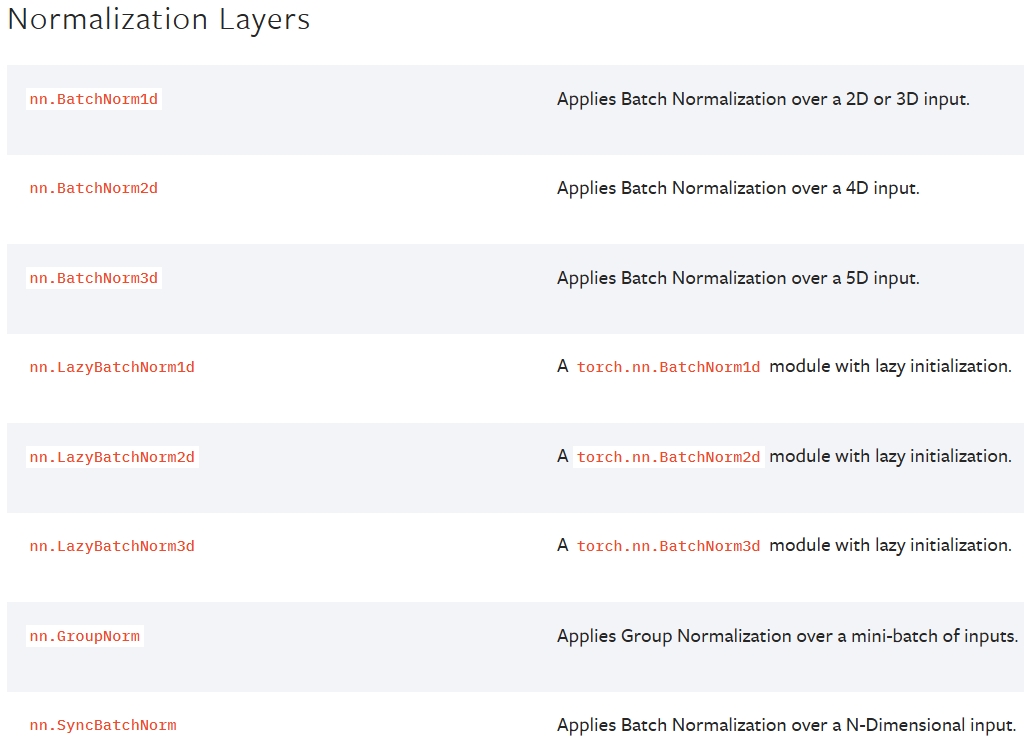 Normalization Layers
nn.BatchNorm1d Applies Batch Normalization over a 2D or 3D input.
nn.BatchNorm2d Applies Batch Normalization over a 4D input.
nn.BatchNorm3d Applies Batch Normalization over a 5D input.
nn.LazyBatchNorm1d A torch.nn.BatchNorm1d module with lazy initialization.
nn.LazyBatchNorm2d A torch.nn.BatchNorm2d module with lazy initialization.
nn.LazyBatchNorm3d A torch.nn.BatchNorm3d module with lazy initialization.
nn.GroupNorm Applies Group Normalization over a mini-batch of inputs.
nn.SyncBatchNorm Applies Batch Normalization over a N-Dimensional input.